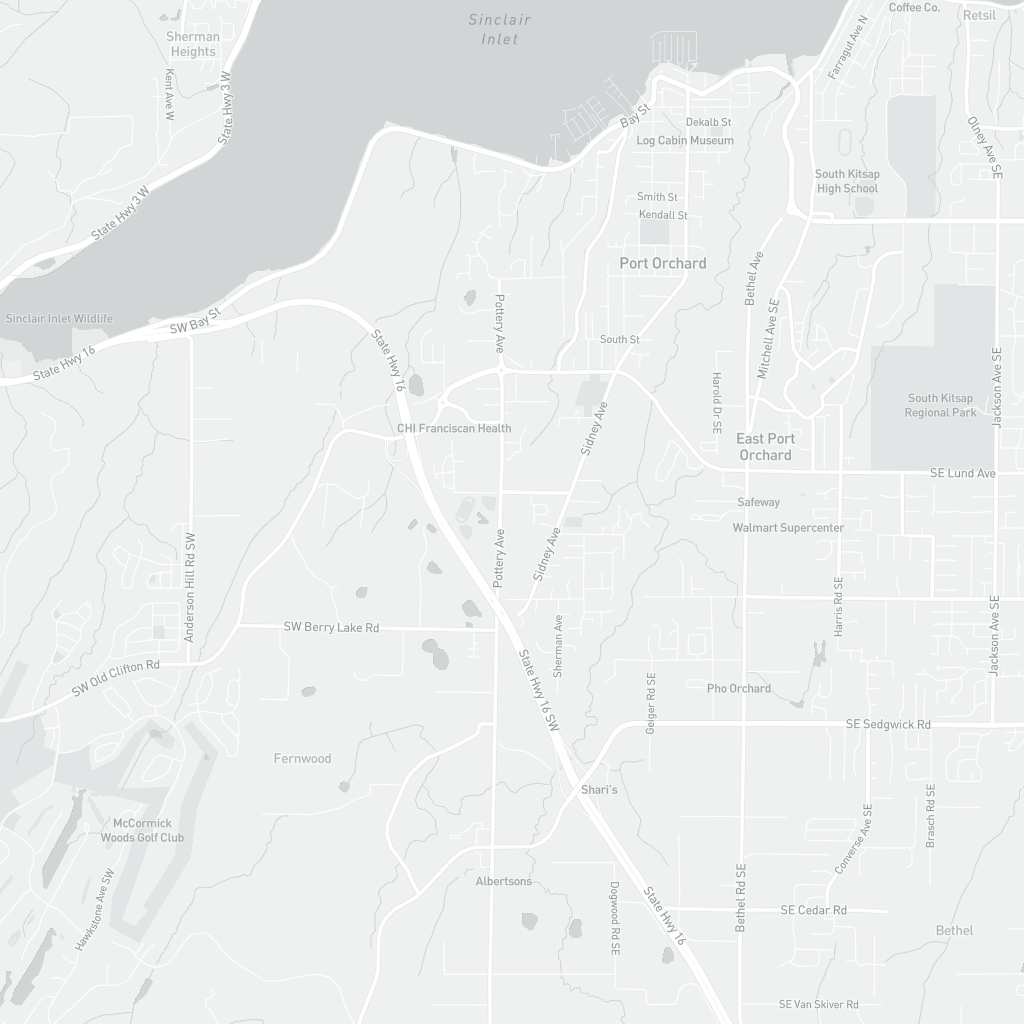 Coffee Co.
Sinclair
Inlet
Retsil
Sherman
Heights
Farragut Ave N
Kent Ave W
State Hwy 3 W
Bay St
Dekalb St
Log Cabin Museum
Olney Ave SE
South Kitsap
High School
Smith St
Kendall St
State Hwy 3 W
Port Orchard
Bethel Ave
Sinclair Inlet Wildlife
SW Bay St
Pottery Ave
Mitchell Ave SE
South St
State Hwy 16
State Hwy 16
Jackson Ave SE
Harold Dr SE
South Kitsap
Regional Park
CHI Franciscan Health
Sidney Ave
East Port
Orchard
SE Lund Ave
Safeway
Walmart Supercenter
Anderson Hill Rd SW
Pottery Ave
Sidney Ave
Harris Rd SE
SW Berry Lake Rd
Sherman Ave
Jackson Ave SE
SW Old Clifton Rd
State Hwy 16 SW
Geiger Rd SE
Pho Orchard
SE Sedgwick Rd
Fernwood
Shari's
McCormick
Woods Golf Club
Converse Ave SE
Brasch Rd SE
Albertsons
Hawkstone Ave SW
Dogwood Rd SE
State Hwy 16
Bethel Rd SE
SE Cedar Rd
Bethel
SE Van Skiver Rd